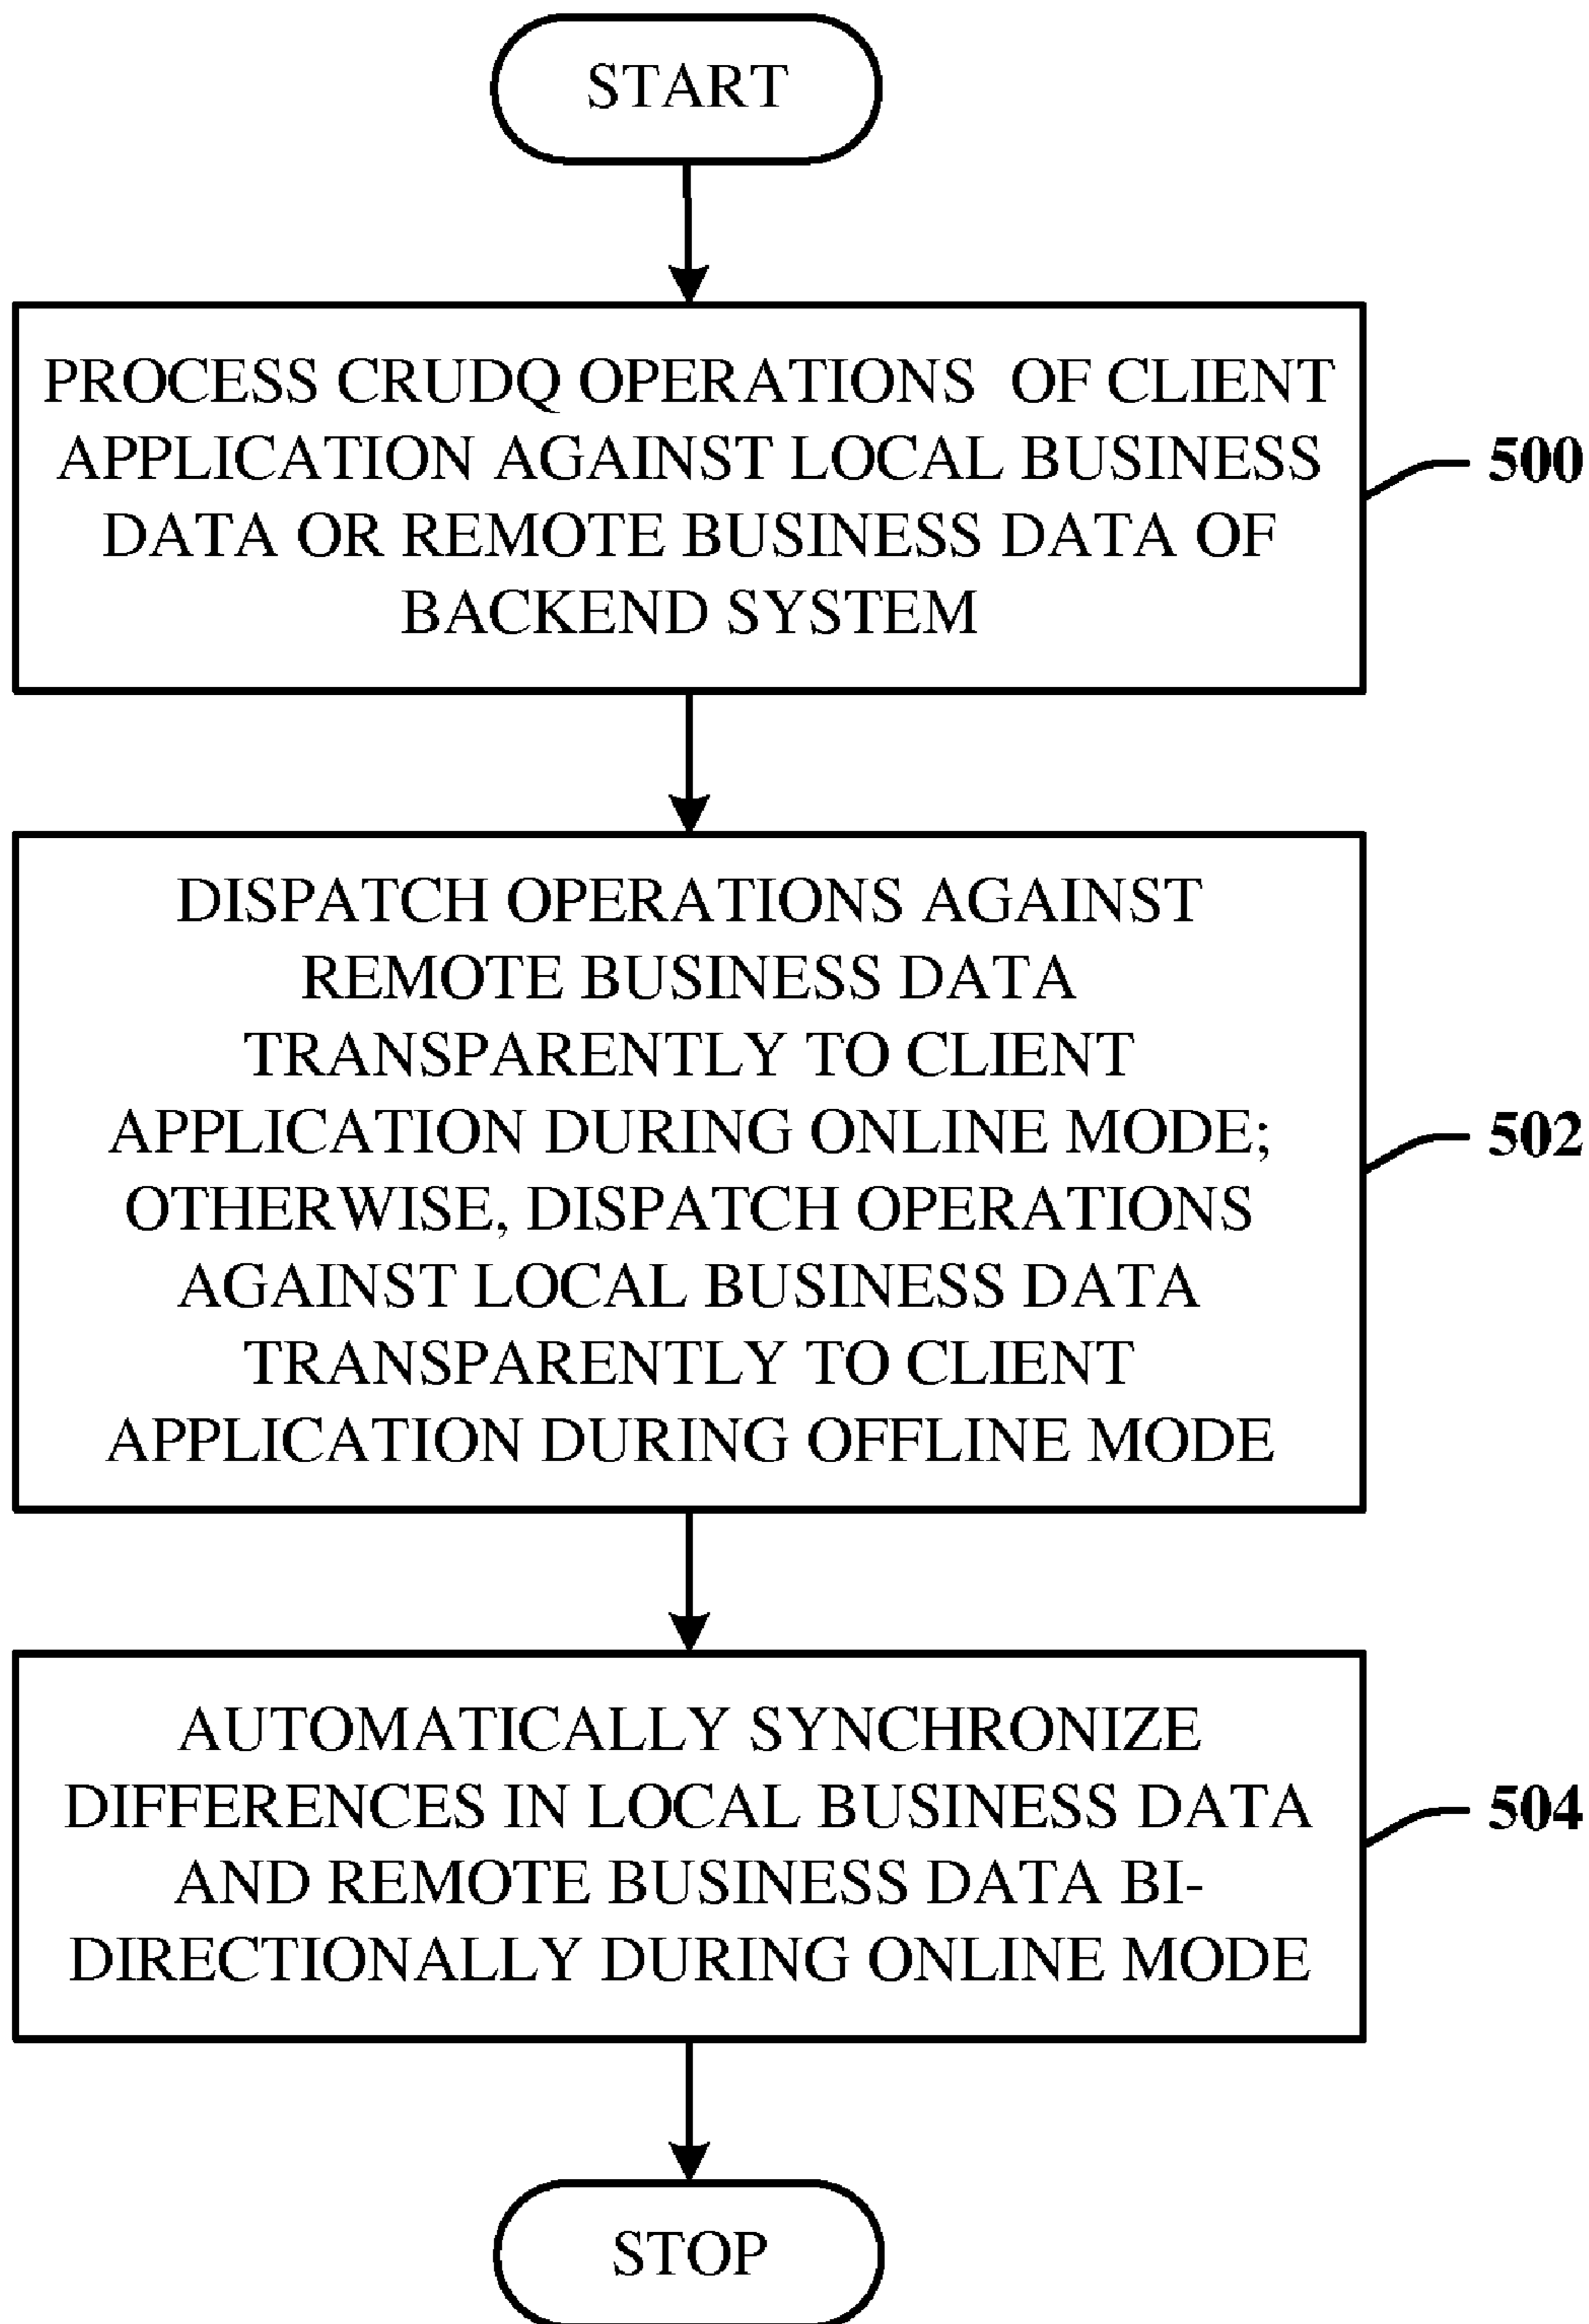 START
PROCESS CRUDQ OPERATIONS OF CLIENT
APPLICATION AGAINST LOCAL BUSINESS
DATA OR REMOTE BUSINESS DATA OF
BACKEND SYSTEM
500
DISPATCH OPERATIONS AGAINST
REMOTE BUSINESS DATA
TRANSPARENTLY TO CLIENT
APPLICATION DURING ONLINE MODE;
OTHERWISE, DISPATCH OPERATIONS
AGAINST LOCAL BUSINESS DATA
TRANSPARENTLY TO CLIENT
APPLICATION DURING OFFLINE MODE
502
AUTOMATICALLY SYNCHRONIZE
DIFFERENCES IN LOCAL BUSINESS DATA
AND REMOTE BUSINESS DATA BI-
DIRECTIONALLY DURING ONLINE MODE
504
STOP